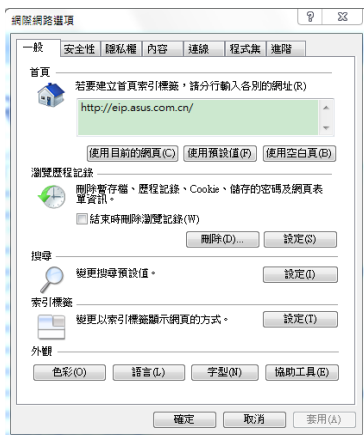 網際網路選項
一般 安全性 隱私權 內容 連線 程式集 進階
首頁
若要建立首頁索引標籤，請分行輸入各別的網址(R)
http://eip.asus.com.cn/
使用目前的網頁(C) 使用預設值(F) 使用空白頁(B)
瀏覽歷程記錄
刪除暫存檔、歷程記錄、Cookie、儲存的密碼及網頁表
單資訊。
結束時刪除瀏覽記錄(W)
刪除(D)... 設定(S)
搜尋
變更搜尋預設值。 設定(I)
索引標籤
變更以索引標籤顯示網頁的方式。 設定(T)
外觀
色彩(O) 語言(L) 字型(N) 協助工具(E)
確定 取消 套用(A)